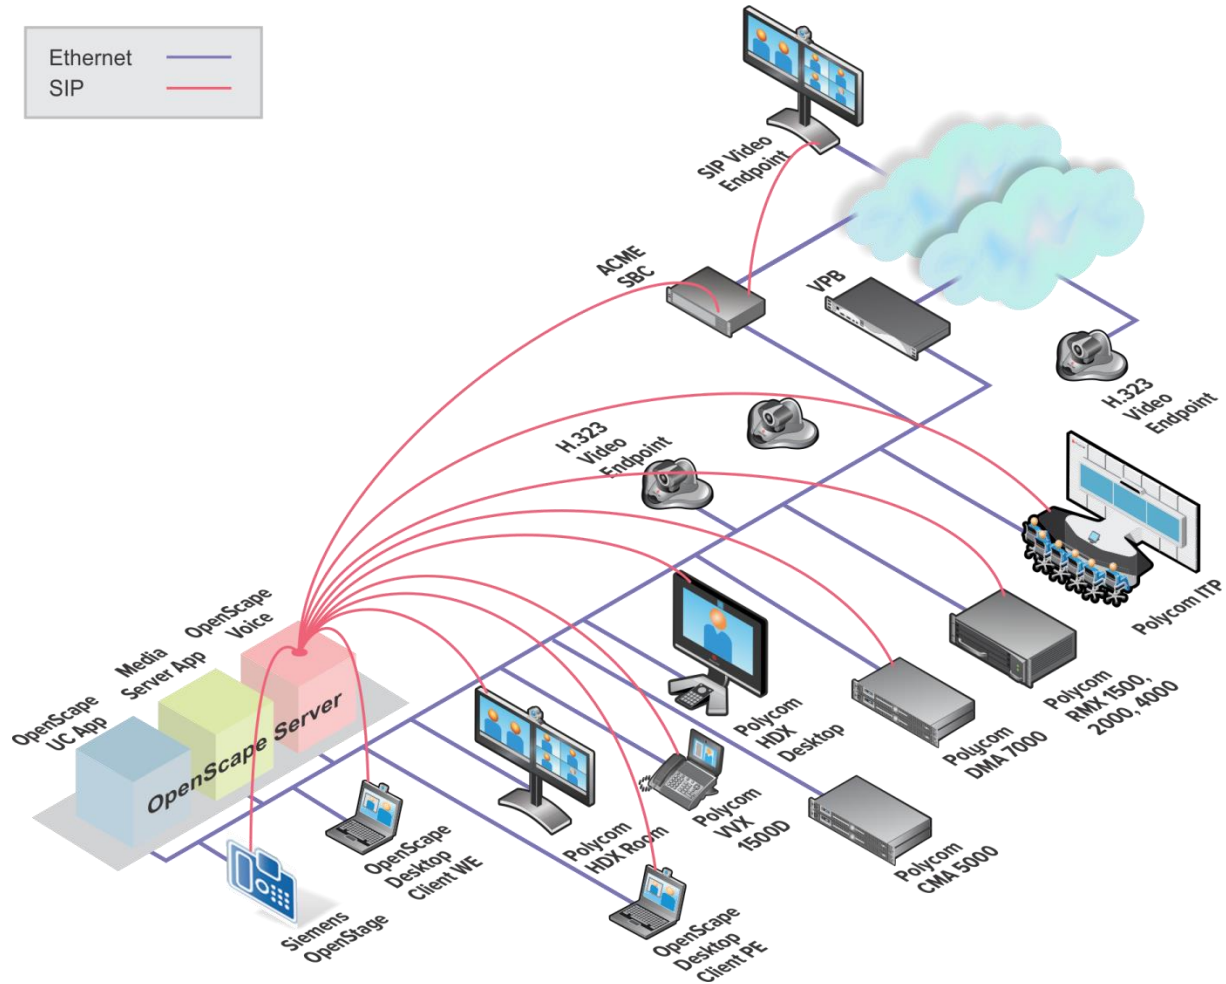 Ethernet
SIP
SIP Video
Endpoint
ACME
SBC
VPB
H.323
Video
Endpoint
H.323
Video
Endpoint
Polycom ITP
OpenScape
Voice
Media
Server App
OpenScape
UC App
OpenScape Server
Polycom
RMX 1500,
2000, 4000
Polycom
HDX
Desktop
Polycom
DMA 7000
Polycom
VVX
1500D
Polycom
HDX Room
Polycom
CMA 5000
OpenScape
Desktop
Client WE
Siemens
OpenStage
OpenScape
Desktop
Client PE